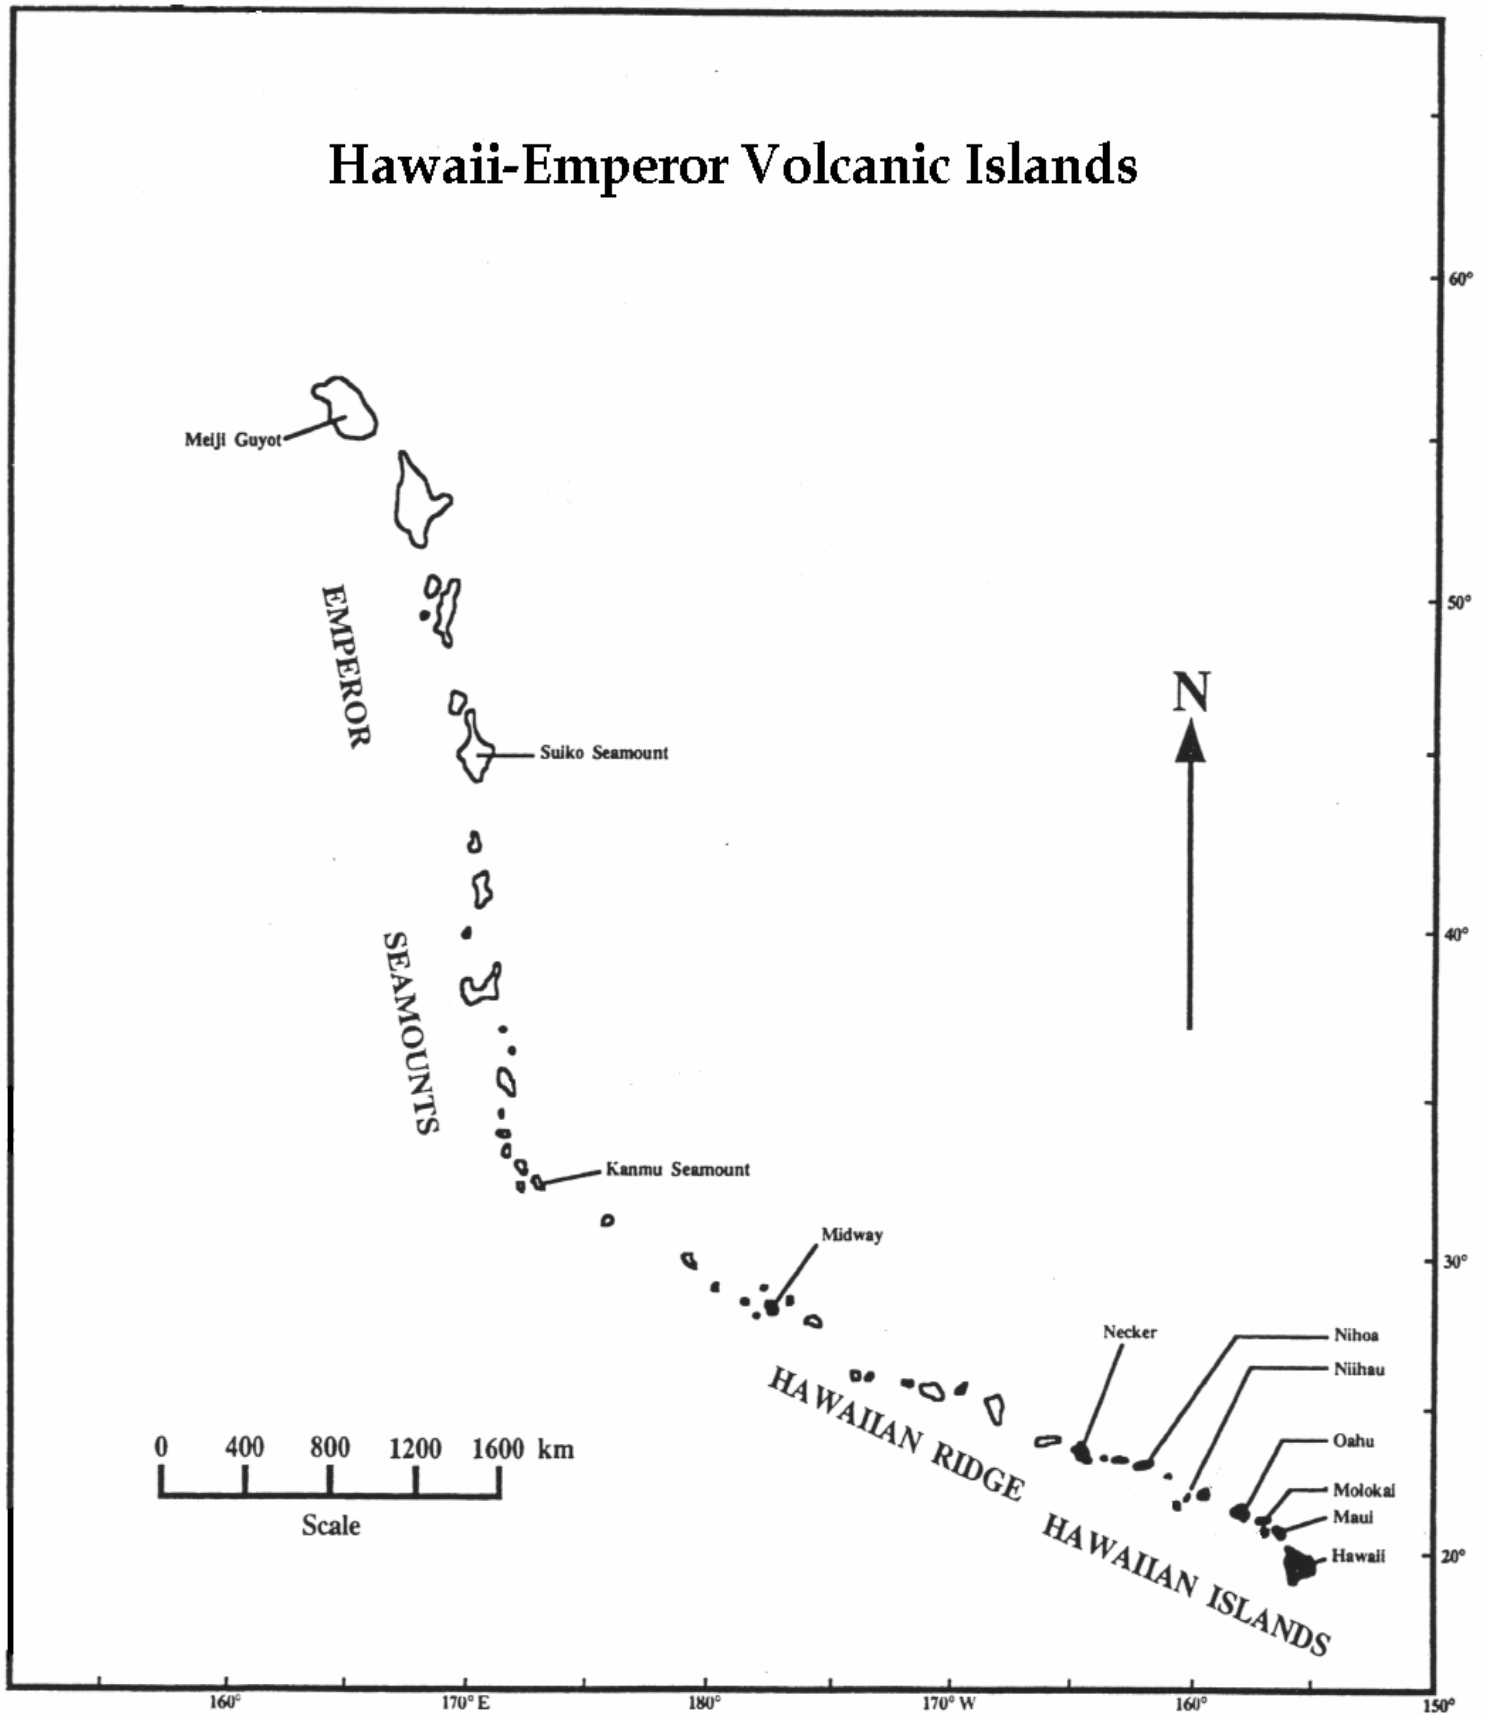 Hawaii-Emperor Volcanic Islands
60°
Meiji Guyot
EMPEROR
50°
N
Suiko Seamount
40°
SEAMOUNTS
Kanmu Seamount
Midway
30°
Necker
Nihoa
Niihau
HAWAIIAN RIDGE
Oahu
0 400 800 1200 1600 km
Scale
Molokai
Maui
HAWAIIAN ISLANDS
Hawaii
20°
160° 170° E 180° 170° W 160° 150°